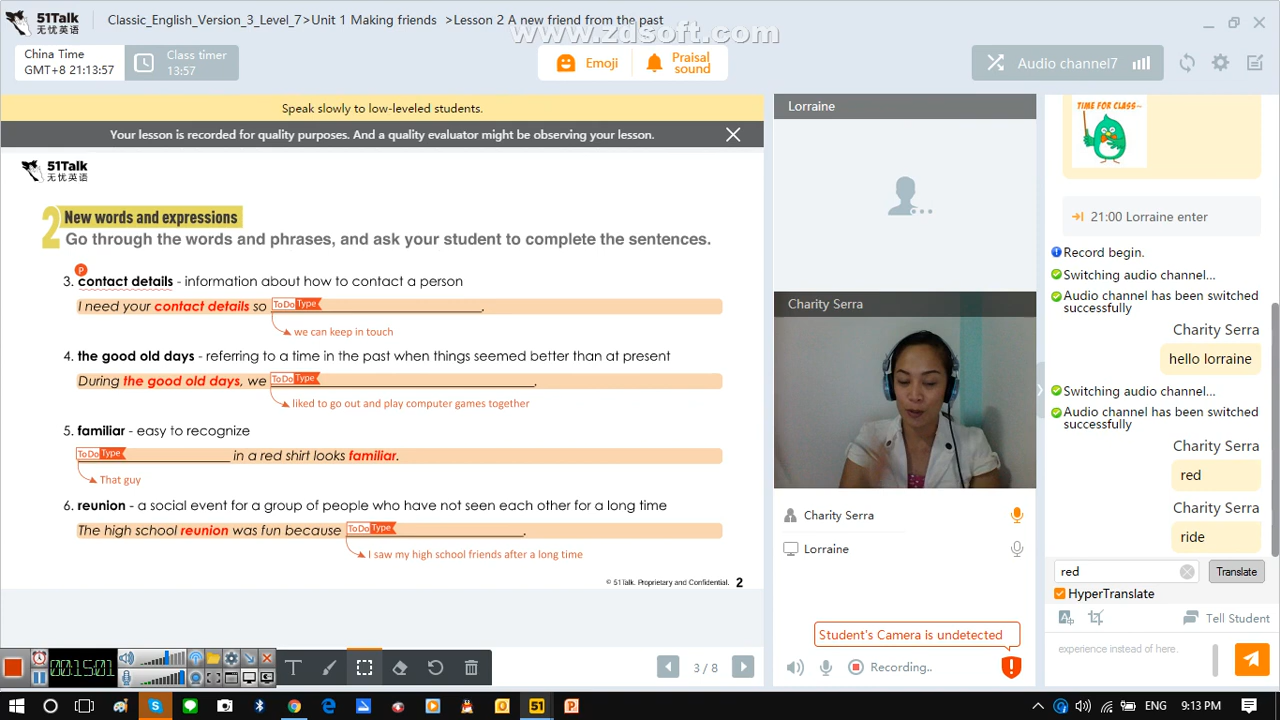 51Talk
无忧英语
Classic_English_Version_3_Level_7>Unit 1 Making friends >Lesson 2 A new friend from the past
www.zdsoft.com
China Time
GMT+8 21:13:57
Class timer
13:57
Emoji
Praisal
sound
Audio channel7
Speak slowly to low-leveled students.
Your lesson is recorded for quality purposes. And a quality evaluator might be observing your lesson.
51Talk
无忧英语
2 New words and expressions
Go through the words and phrases, and ask your student to complete the sentences.
P
3. contact details - information about how to contact a person
I need your contact details so ToDo Type ____.
we can keep in touch
4. the good old days - referring to a time in the past when things seemed better than at present
During the good old days, we ToDo Type ____.
liked to go out and play computer games together
5. familiar - easy to recognize
ToDo Type ____ in a red shirt looks familiar.
That guy
6. reunion - a social event for a group of people who have not seen each other for a long time
The high school reunion was fun because ToDo Type ____.
I saw my high school friends after a long time
© 51Talk. Proprietary and Confidential. 2
00:15:01
T
3 / 8
Lorraine
Charity Serra
Charity Serra
Lorraine
Student's Camera is undetected
Recording..
TIME FOR CLASS~
21:00 Lorraine enter
Record begin.
Switching audio channel...
Audio channel has been switched
successfully
Charity Serra
hello lorraine
Switching audio channel...
Audio channel has been switched
successfully
Charity Serra
red
Charity Serra
ride
red
Translate
HyperTranslate
Tell Student
experience instead of here.
51
ENG
9:13 PM